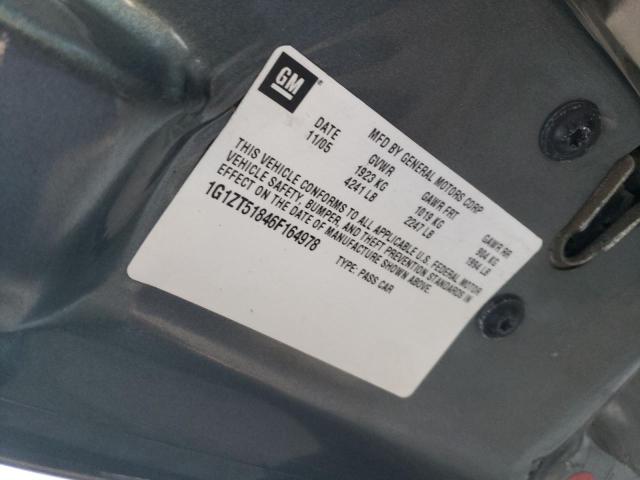 GM
MFD BY GENERAL MOTORS CORP
DATE GVWR GAWR FRT GAWR RR
11/05 1923 KG 1019 KG 904 KG
4241 LB 2247 LB 1994 LB
THIS VEHICLE CONFORMS TO ALL APPLICABLE U.S. FEDERAL MOTOR
VEHICLE SAFETY, BUMPER, AND THEFT PREVENTION STANDARDS IN
EFFECT ON THE DATE OF MANUFACTURE SHOWN ABOVE.
1G1ZT51846F164978 TYPE: PASS CAR